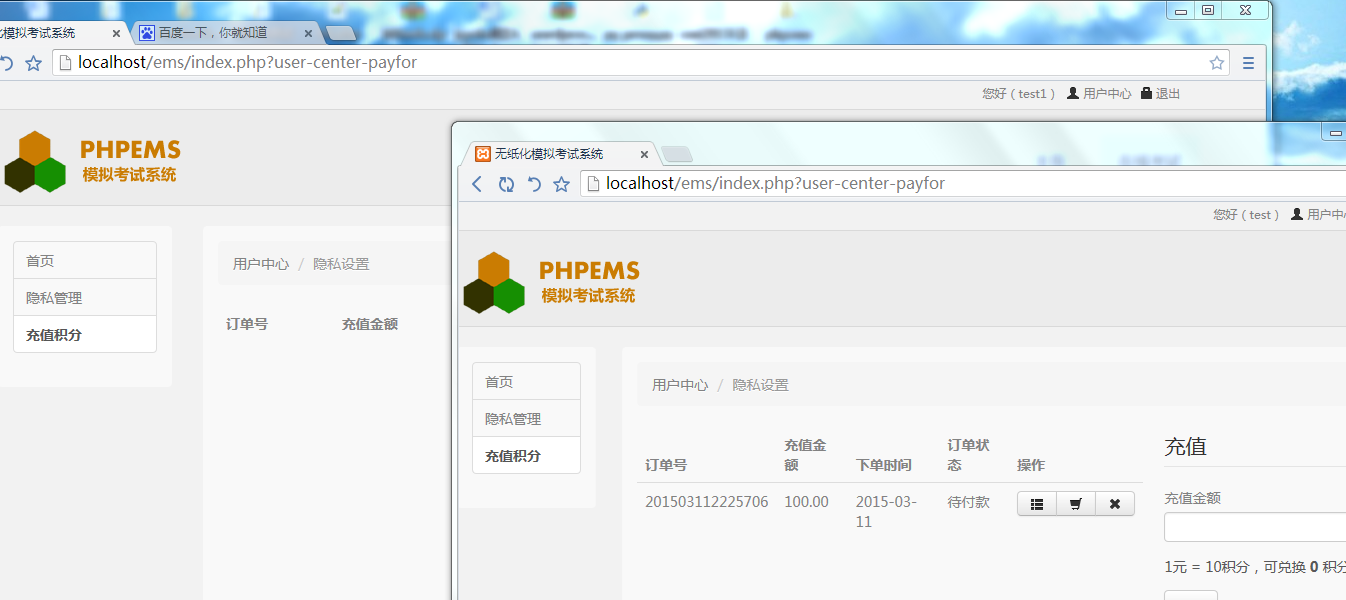 模拟考试系统
百度一下，你就知道
localhost/ems/index.php?user-center-payfor
您好 ( test1 ) 用户中心 退出
PHPEMS
模拟考试系统
首页
隐私管理
充值积分
用户中心 / 隐私设置
订单号 充值金额
无纸化模拟考试系统
localhost/ems/index.php?user-center-payfor
您好 ( test ) 用户中
PHPEMS
模拟考试系统
首页
隐私管理
充值积分
用户中心 / 隐私设置
订单号 充值金额 下单时间 订单状态 操作
201503112225706 100.00 2015-03-11 待付款
充值
充值金额
1元 = 10积分，可兑换 0 积分